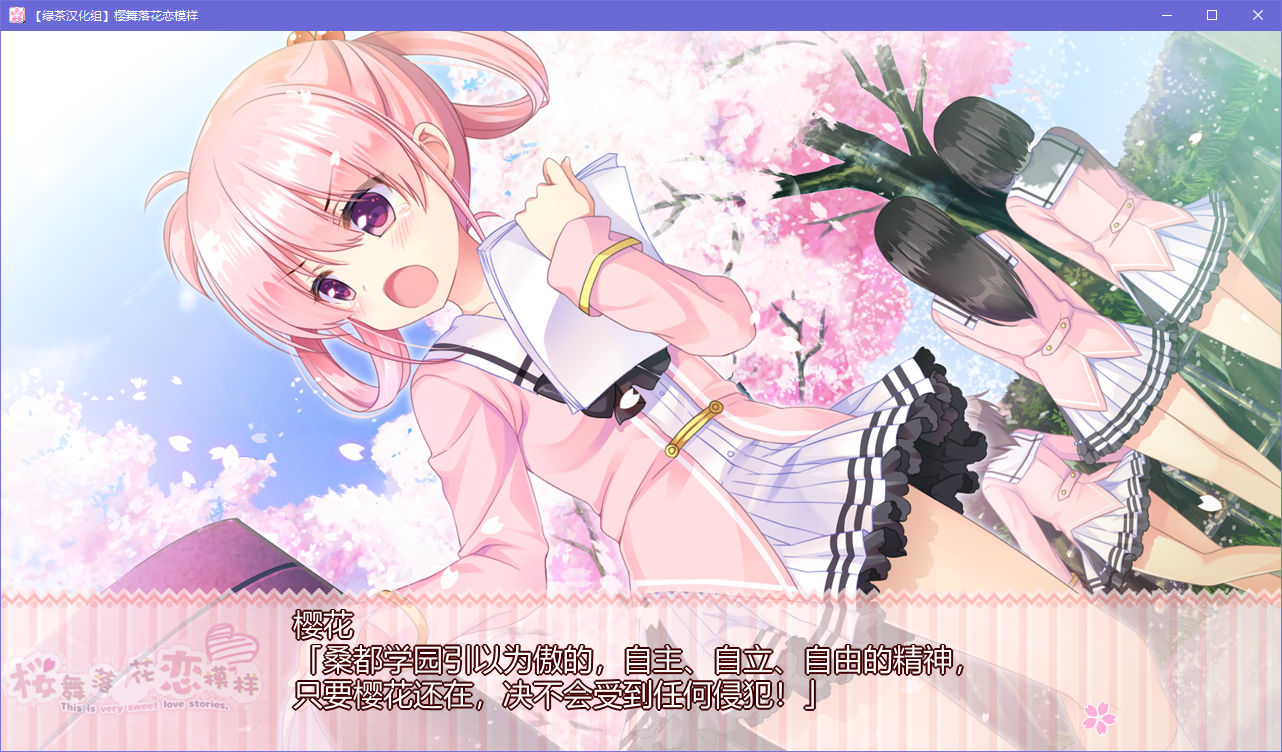 【绿茶汉化组】樱舞落花恋模样
樱花
「桑都学园引以为傲的，自主、自立、自由的精神，
只要樱花还在，决不会受到任何侵犯！」
桜舞落花恋模样
This is very sweet love stories.